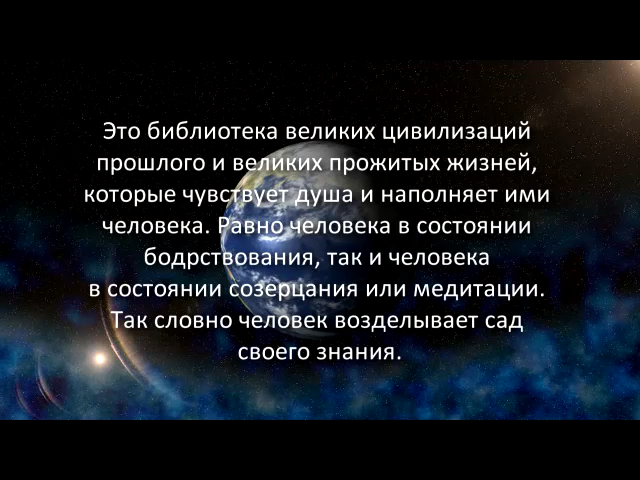 Это библиотека великих цивилизаций
прошлого и великих прожитых жизней,
которые чувствует душа и наполняет ими
человека. Равно человека в состоянии
бодрствования, так и человека
в состоянии созерцания или медитации.
Так словно человек возделывает сад
своего знания.